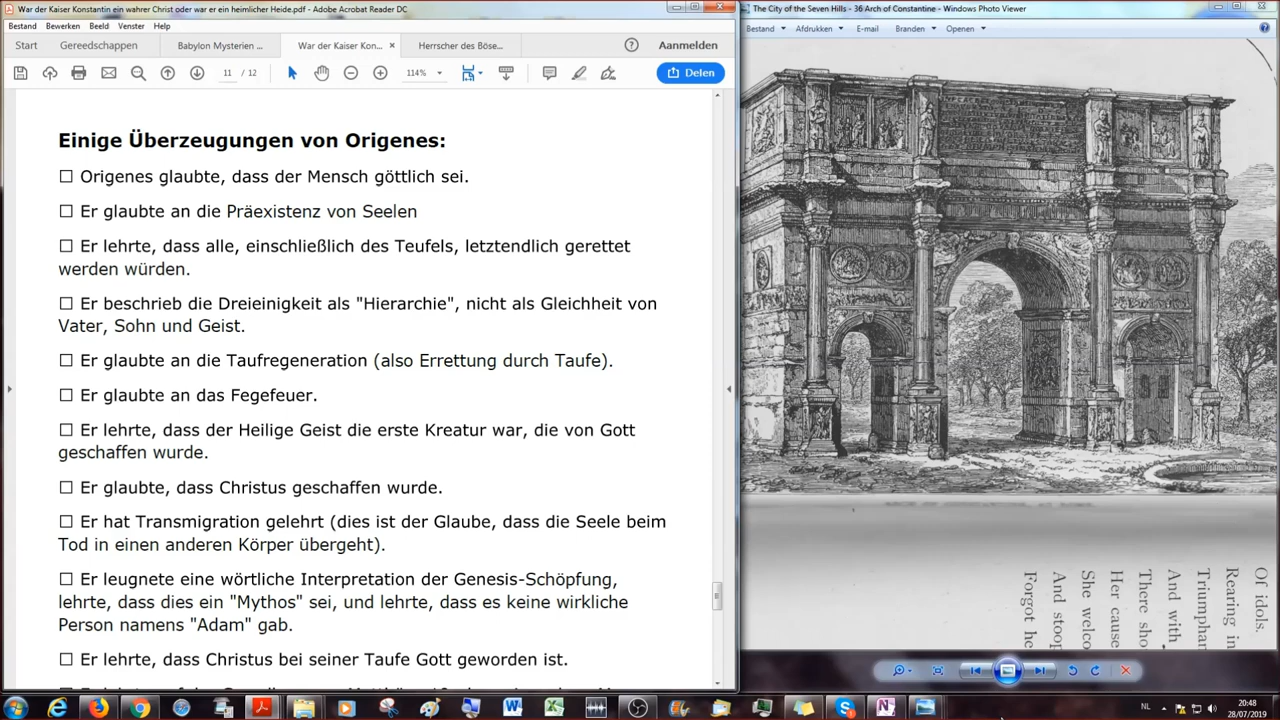 War der Kaiser Konstantin ein wahrer Christ oder war er ein heimlicher Heide.pdf - Adobe Acrobat Reader DC
Bestand Bewerken Beeld Venster Help
Start Gereedschappen Babylon Mysterien ... War der Kaiser Kon... × Herrscher des Böse... Aanmelden
11 / 12 114% Delen
Einige Überzeugungen von Origenes:
☐ Origenes glaubte, dass der Mensch göttlich sei.
☐ Er glaubte an die Präexistenz von Seelen
☐ Er lehrte, dass alle, einschließlich des Teufels, letztendlich gerettet
werden würden.
☐ Er beschrieb die Dreieinigkeit als "Hierarchie", nicht als Gleichheit von
Vater, Sohn und Geist.
☐ Er glaubte an die Taufregeneration (also Errettung durch Taufe).
☐ Er glaubte an das Fegefeuer.
☐ Er lehrte, dass der Heilige Geist die erste Kreatur war, die von Gott
geschaffen wurde.
☐ Er glaubte, dass Christus geschaffen wurde.
☐ Er hat Transmigration gelehrt (dies ist der Glaube, dass die Seele beim
Tod in einen anderen Körper übergeht).
☐ Er leugnete eine wörtliche Interpretation der Genesis-Schöpfung,
lehrte, dass dies ein "Mythos" sei, und lehrte, dass es keine wirkliche
Person namens "Adam" gab.
☐ Er lehrte, dass Christus bei seiner Taufe Gott geworden ist.
The City of the Seven Hills - 36 Arch of Constantine - Windows Photo Viewer
Bestand Afdrukken E-mail Branden Openen
Of idols.
Rearing in
Triumphan
And with
There sho
Her cause
She welco
And stoop
Forgot he
NL 20:48
28/07/2019